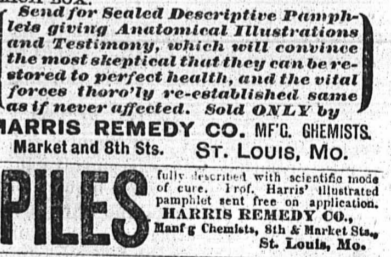 EACH BOX.
Send for Sealed Descriptive Pamph-
lets giving Anatomical Illustrations
and Testimony, which will convince
the most skeptical that they can be re-
stored to perfect health, and the vital
forces thoro'ly re-established same
as if never affected. Sold ONLY by
HARRIS REMEDY CO. MF'G. CHEMISTS.
Market and 8th Sts. ST. LOUIS, MO.
PILES
fully described with scientific mode
of cure. Prof. Harris' illustrated
pamphlet sent free on application.
HARRIS REMEDY CO.,
Manf'g Chemists, 8th & Market Sts.,
St. Louis, Mo.